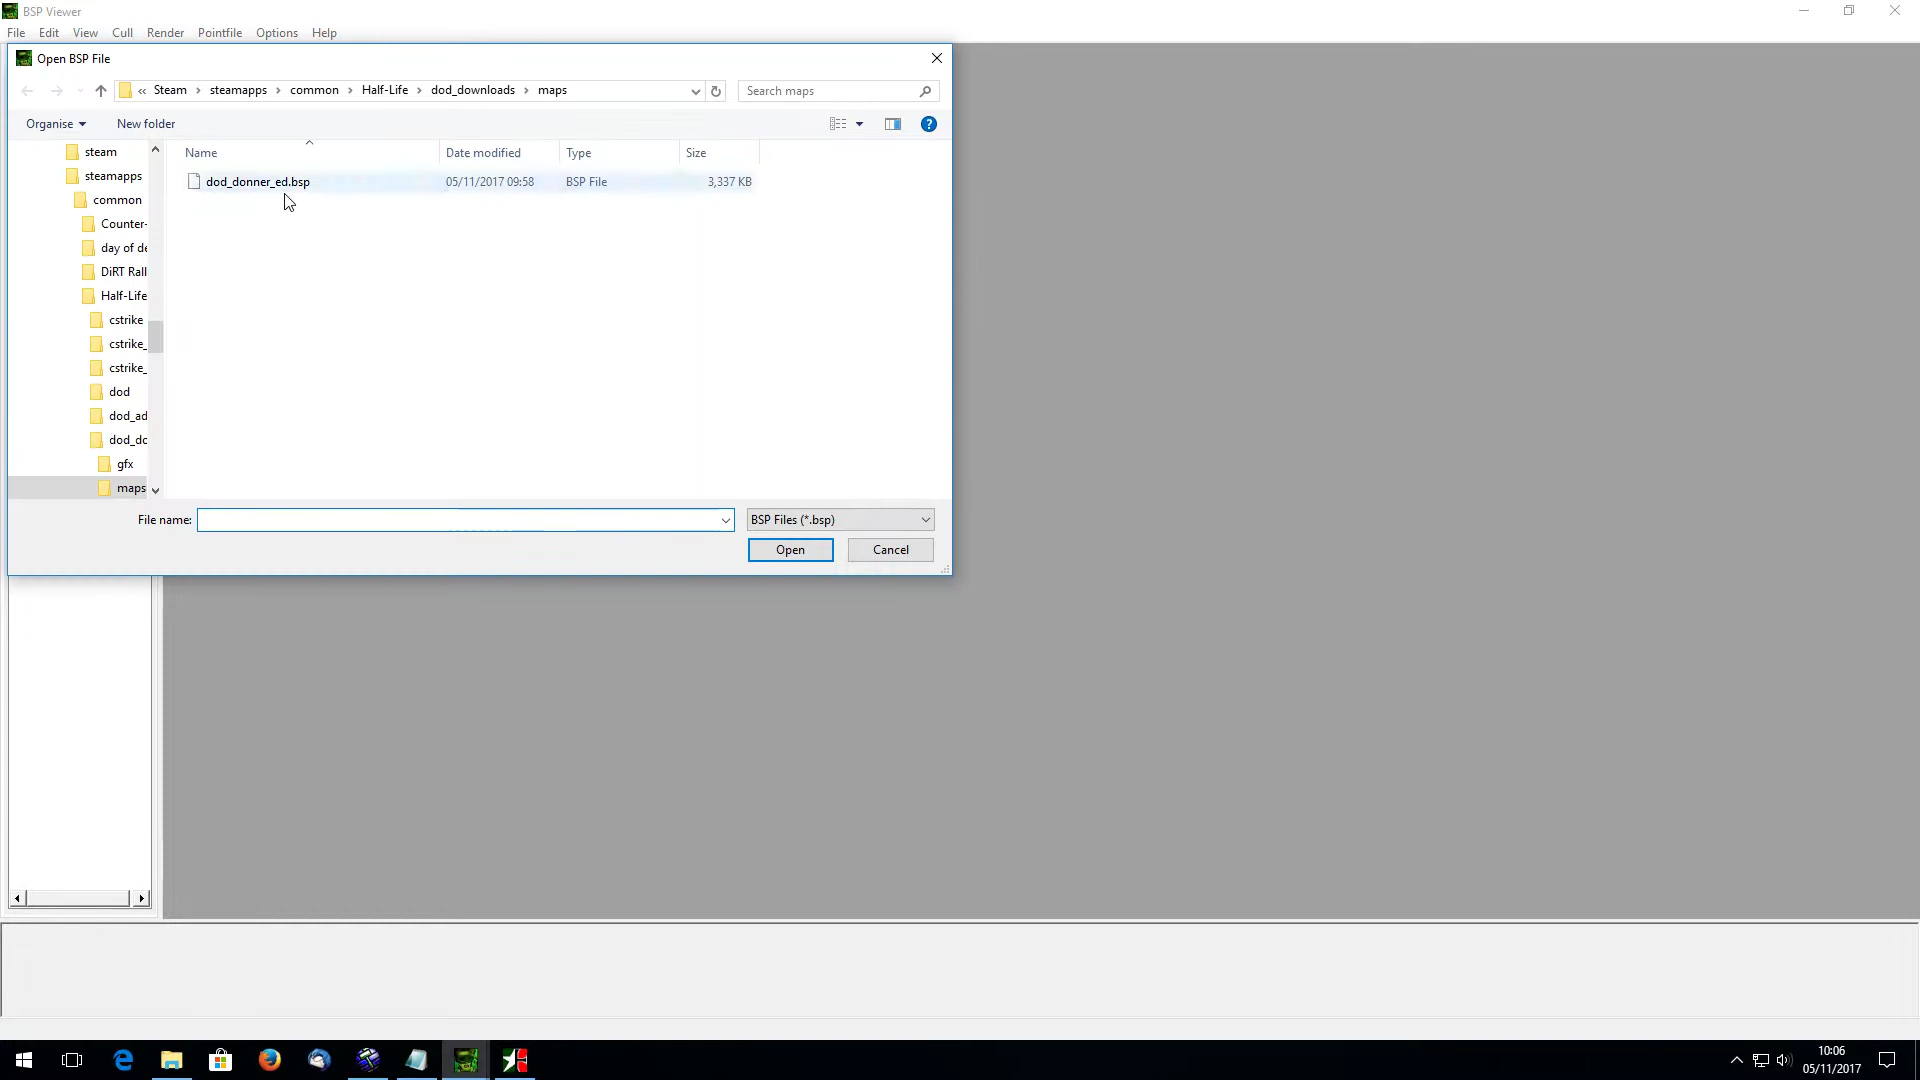 BSP Viewer
File Edit View Cull Render Pointfile Options Help
Open BSP File
« Steam > steamapps > common > Half-Life > dod_downloads > maps
Search maps
Organise New folder
Name Date modified Type Size
dod_donner_ed.bsp 05/11/2017 09:58 BSP File 3,337 KB
steam
steamapps
common
Counter-
day of de
DiRT Rall
Half-Life
cstrike
cstrike_
cstrike_
dod
dod_ad
dod_do
gfx
maps
File name: BSP Files (*.bsp)
Open Cancel
10:06
05/11/2017